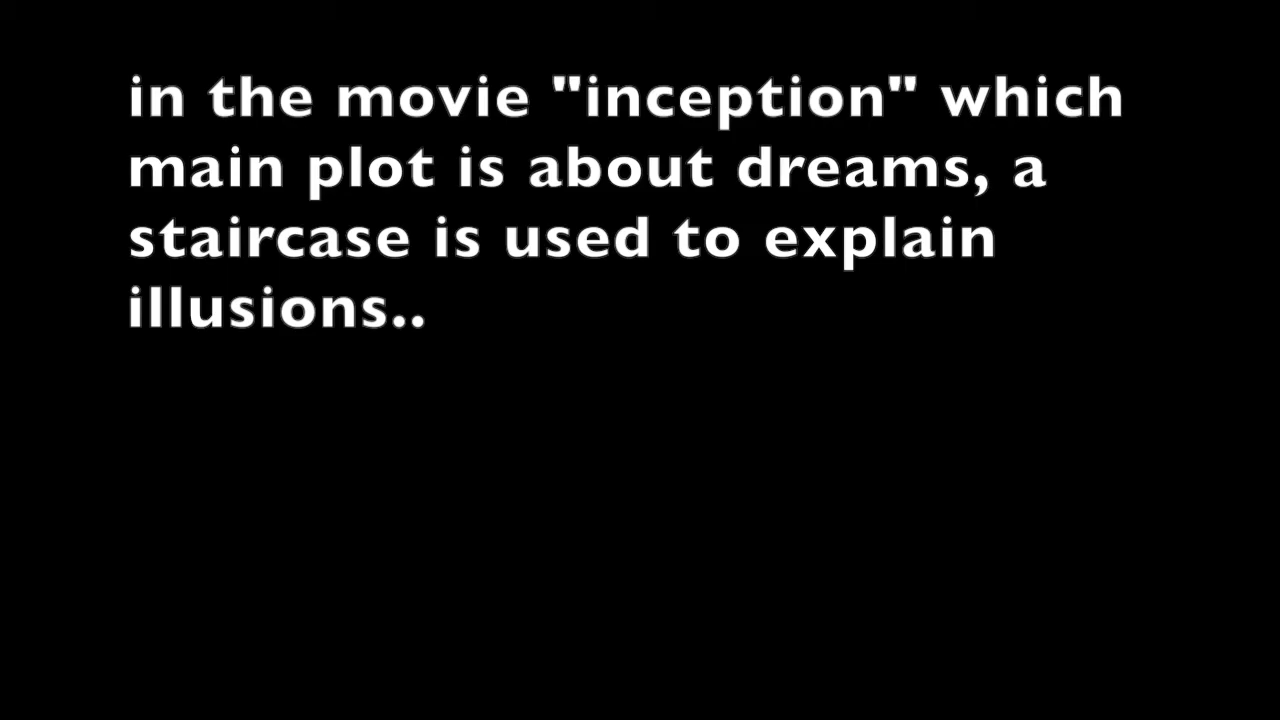 in the movie "inception" which
main plot is about dreams, a
staircase is used to explain
illusions..